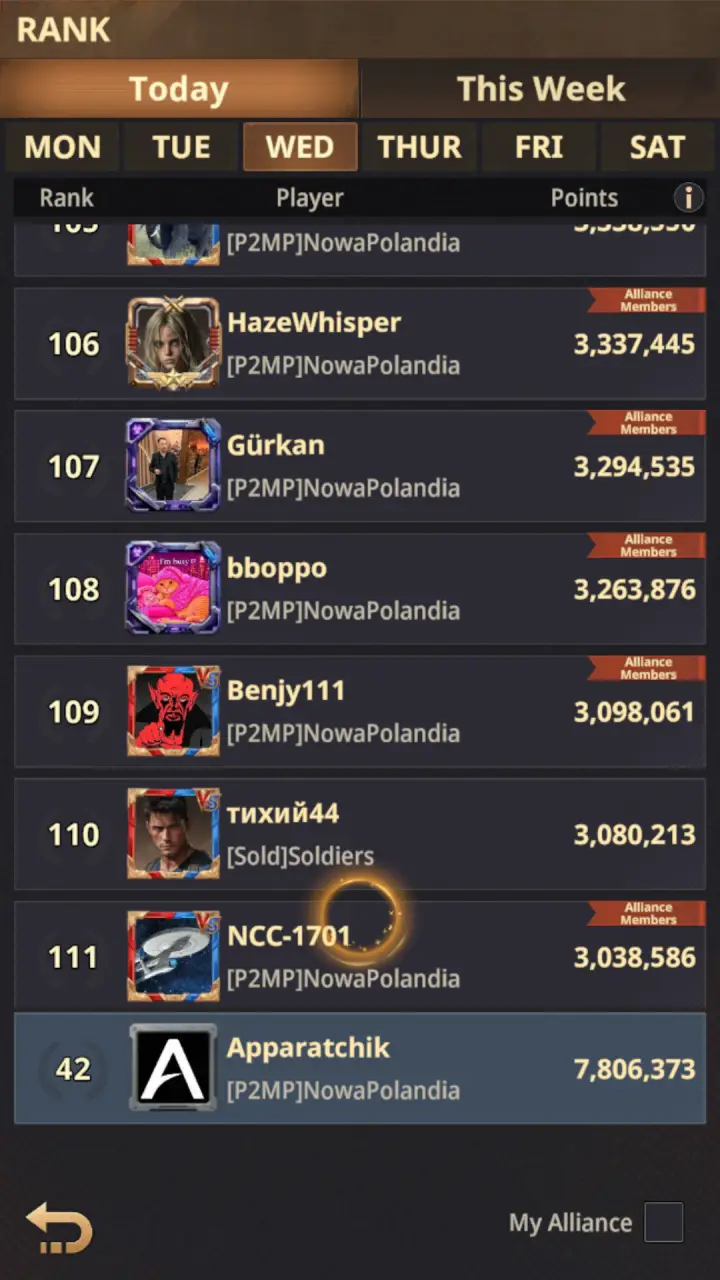 RANK
Today
This Week
MON TUE WED THUR FRI SAT
Rank Player Points i
[P2MP]NowaPolandia
Alliance Members
106 HazeWhisper 3,337,445
[P2MP]NowaPolandia
Alliance Members
107 Gürkan 3,294,535
[P2MP]NowaPolandia
Alliance Members
I'm busy
108 bboppo 3,263,876
[P2MP]NowaPolandia
Alliance Members
VS
109 Benjy111 3,098,061
[P2MP]NowaPolandia
VS
110 тихий44 3,080,213
[Sold]Soldiers
Alliance Members
VS
111 NCC-1701 3,038,586
[P2MP]NowaPolandia
42 Apparatchik 7,806,373
[P2MP]NowaPolandia
My Alliance